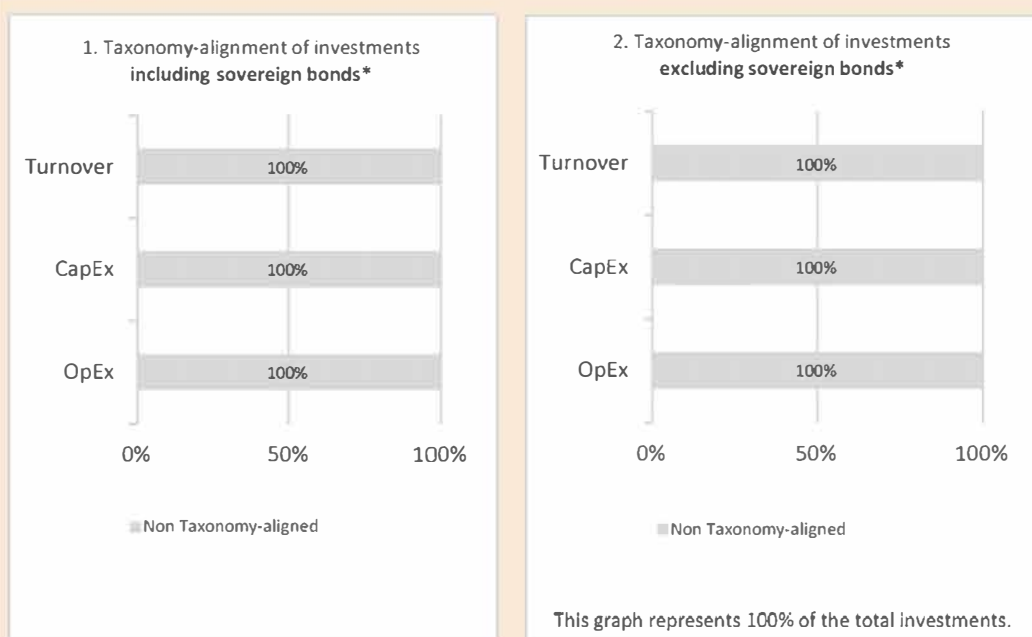 1. Taxonomy-alignment of investments
including sovereign bonds*
Turnover
100%
CapEx
100%
OpEx
100%
0% 50% 100%
Non Taxonomy-aligned
2. Taxonomy-alignment of investments
excluding sovereign bonds*
Turnover
100%
CapEx
100%
OpEx
100%
0% 50% 100%
Non Taxonomy-aligned
This graph represents 100% of the total investments.